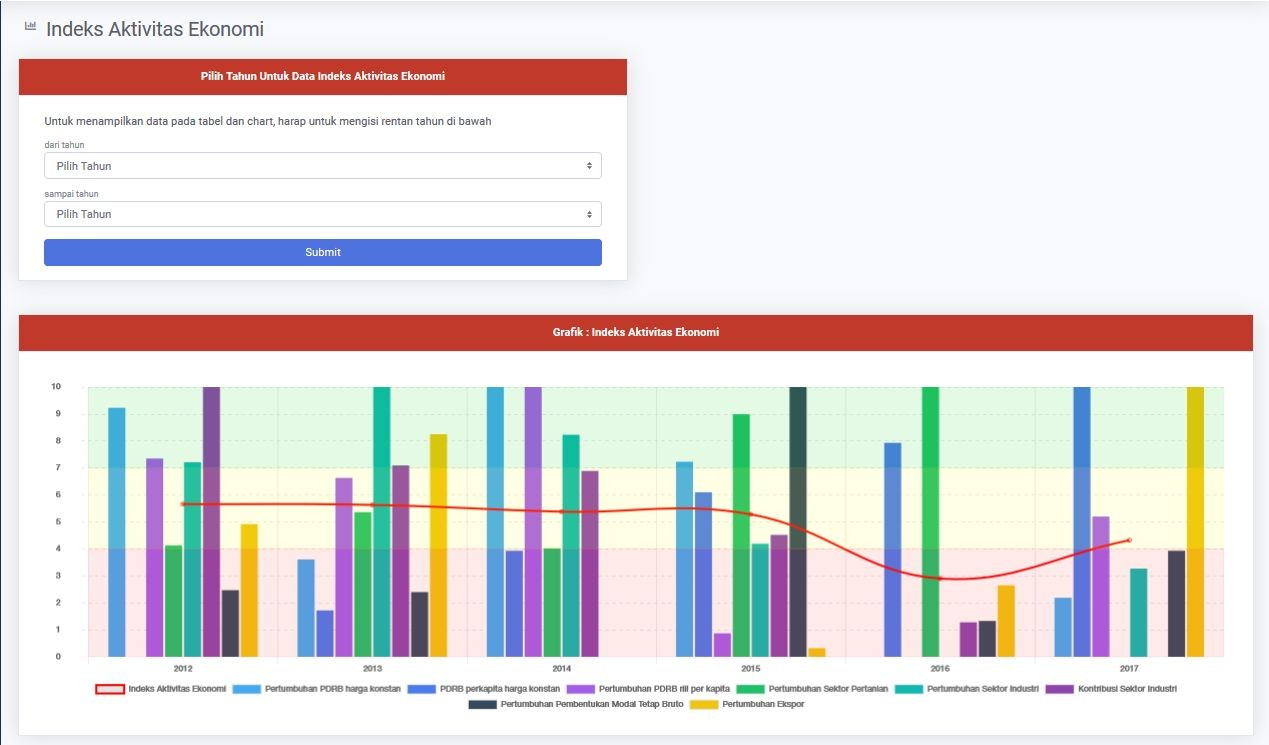 Indeks Aktivitas Ekonomi
Pilih Tahun Untuk Data Indeks Aktivitas Ekonomi
Untuk menampilkan data pada tabel dan chart, harap untuk mengisi rentan tahun di bawah
dari tahun
Pilih Tahun
sampai tahun
Pilih Tahun
Submit
Grafik : Indeks Aktivitas Ekonomi
10
9
8
7
6
5
4
3
2
1
0
2012 2013 2014 2015 2016 2017
Indeks Aktivitas Ekonomi Pertumbuhan PDRB harga konstan PDRB perkapita harga konstan Pertumbuhan PDRB riil per kapita Pertumbuhan Sektor Pertanian Pertumbuhan Sektor Industri Kontribusi Sektor Industri
Pertumbuhan Pembentukan Modal Tetap Bruto Pertumbuhan Ekspor